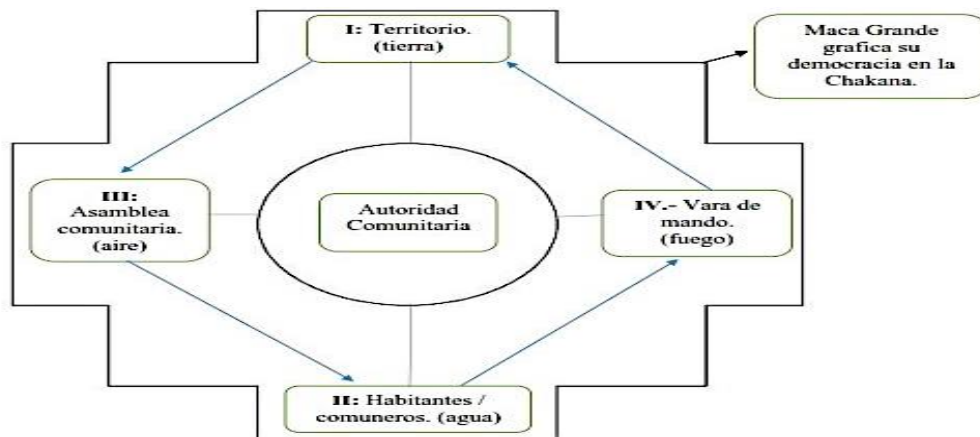 I: Territorio.
(tierra)
Maca Grande
grafica su
democracia en la
Chakana.
III:
Asamblea
comunitaria.
(aire)
Autoridad
Comunitaria
IV.- Vara de
mando.
(fuego)
II: Habitantes /
comuneros. (agua)